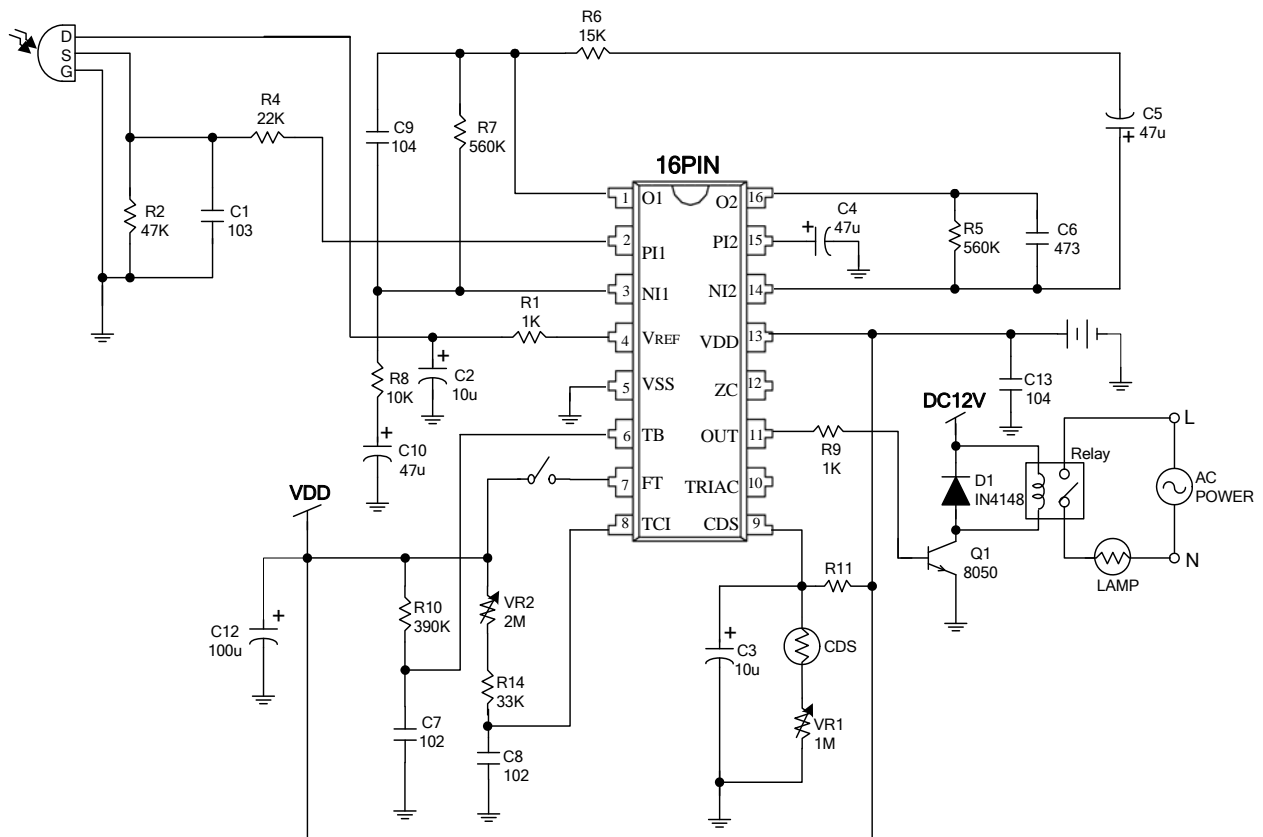 R6
15K
D
S
G
R4
22K
C9
104
R7
560K
C5
47u
+
16PIN
R2
47K
C1
103
1 O1
O2 16
2 PI1
PI2 15
3 NI1
NI2 14
4 VREF
VDD 13
5 VSS
ZC 12
6 TB
OUT 11
7 FT
TRIAC 10
8 TCI
CDS 9
+
C4
47u
R5
560K
C6
473
R1
1K
R8
10K
+
C2
10u
+
C10
47u
C13
104
DC12V
R9
1K
D1
IN4148
Relay
L
AC
POWER
N
LAMP
Q1
8050
VDD
+
C12
100u
R10
390K
VR2
2M
R14
33K
C7
102
C8
102
R11
+
C3
10u
CDS
VR1
1M